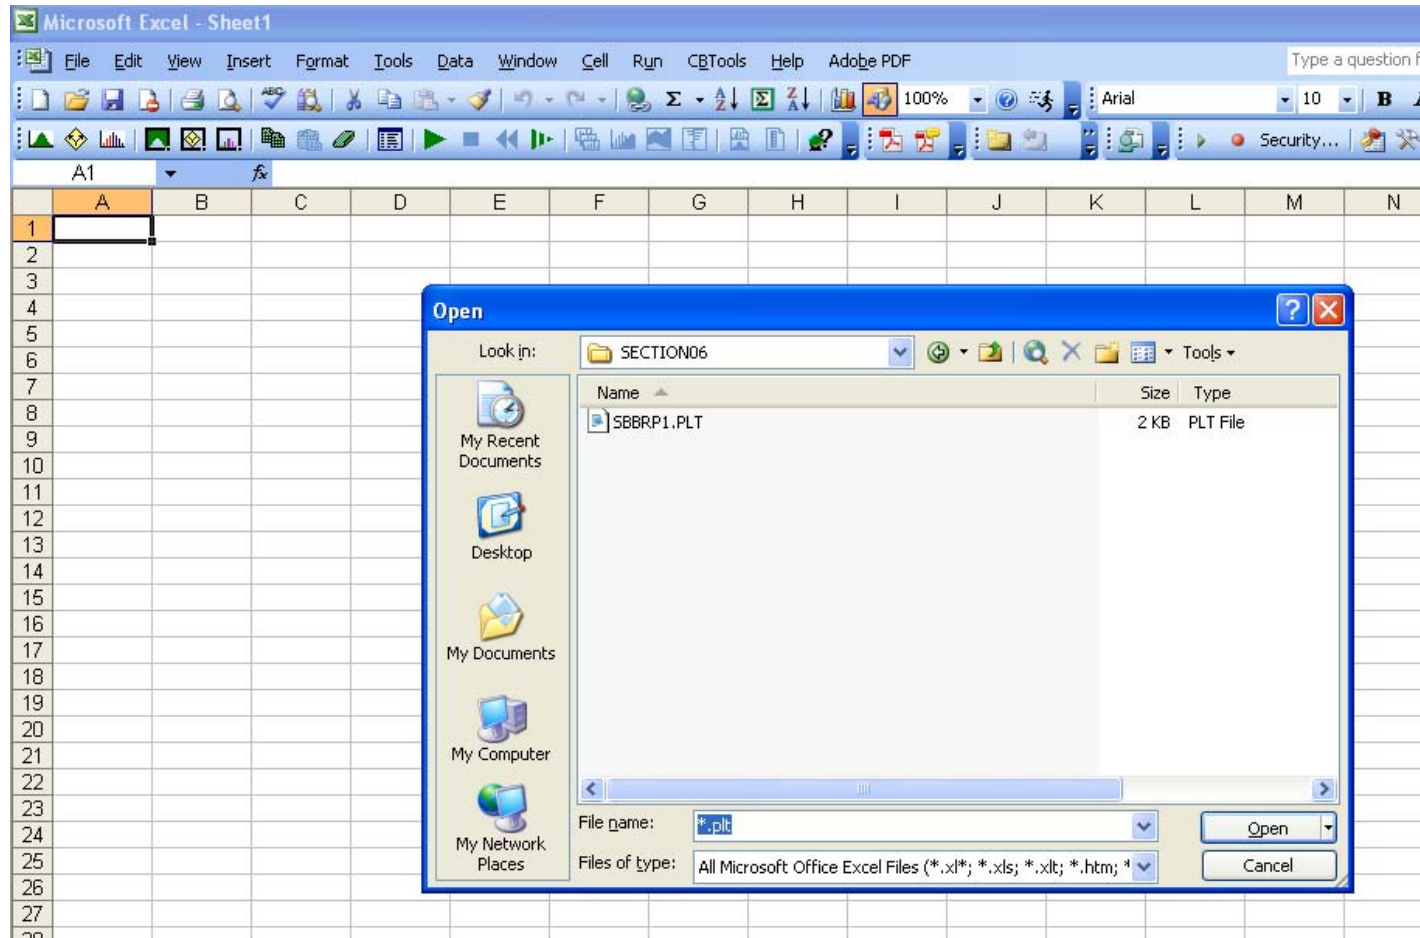 Microsoft Excel - Sheet1
File Edit View Insert Format Tools Data Window Cell Run CBTools Help Adobe PDF Type a question
100% Arial 10 B
Security...
A1 fx
A B C D E F G H I J K L M N
1
2
3
4
5
6
7
8
9
10
11
12
13
14
15
16
17
18
19
20
21
22
23
24
25
26
27
28
Open
Look in: SECTION06 Tools
Name Size Type
SBBRP1.PLT 2 KB PLT File
My Recent
Documents
Desktop
My Documents
My Computer
My Network
Places
File name: *.plt Open
Files of type: All Microsoft Office Excel Files (*.xl*; *.xls; *.xlt; *.htm; * Cancel